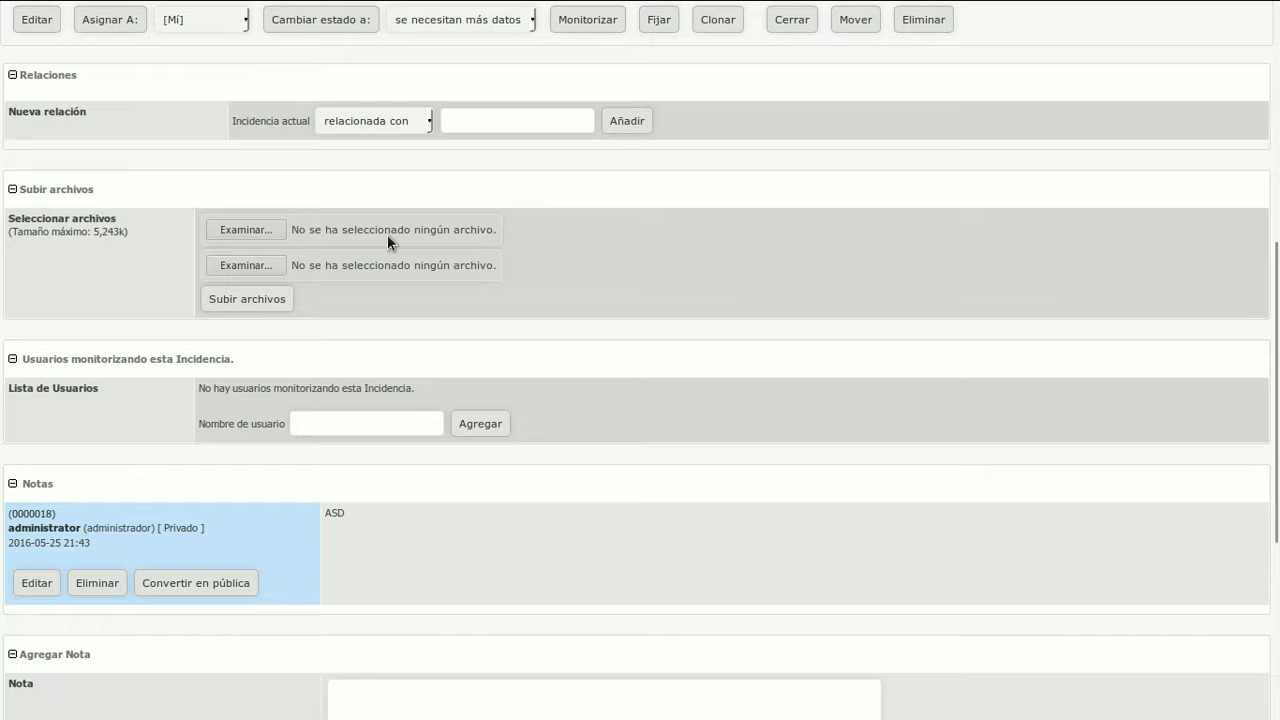 Editar Asignar A: [Mí] Cambiar estado a: se necesitan más datos Monitorizar Fijar Clonar Cerrar Mover Eliminar
Relaciones
Nueva relación Incidencia actual relacionada con Añadir
Subir archivos
Seleccionar archivos
(Tamaño máximo: 5,243k)
Examinar... No se ha seleccionado ningún archivo.
Examinar... No se ha seleccionado ningún archivo.
Subir archivos
Usuarios monitorizando esta Incidencia.
Lista de Usuarios No hay usuarios monitorizando esta Incidencia.
Nombre de usuario Agregar
Notas
(0000018) ASD
administrator (administrador) [ Privado ]
2016-05-25 21:43
Editar Eliminar Convertir en pública
Agregar Nota
Nota